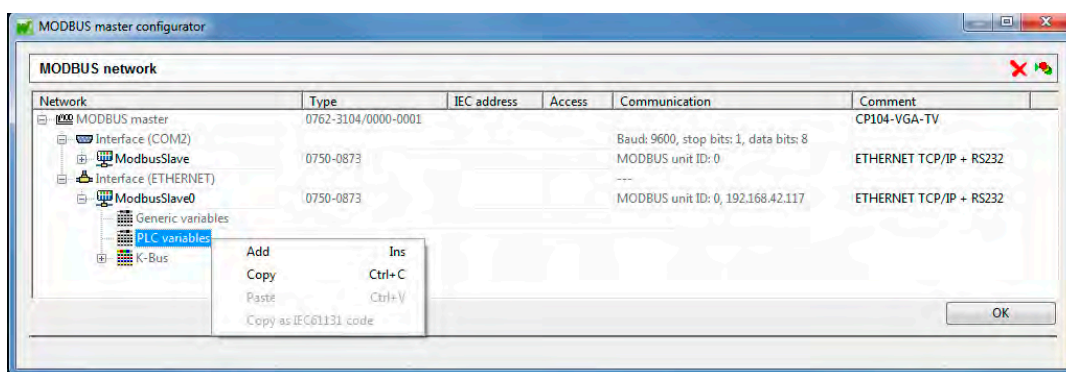 MODBUS master configurator
MODBUS network
Network Type IEC address Access Communication Comment
MODBUS master 0762-3104/0000-0001 CP104-VGA-TV
Interface (COM2) Baud: 9600, stop bits: 1, data bits: 8
ModbusSlave 0750-0873 MODBUS unit ID: 0 ETHERNET TCP/IP + RS232
Interface (ETHERNET) ---
ModbusSlave0 0750-0873 MODBUS unit ID: 0, 192.168.42.117 ETHERNET TCP/IP + RS232
Generic variables
PLC variables
Add Ins
K-Bus
Copy Ctrl+C
Paste Ctrl+V
Copy as IEC61131 code
OK